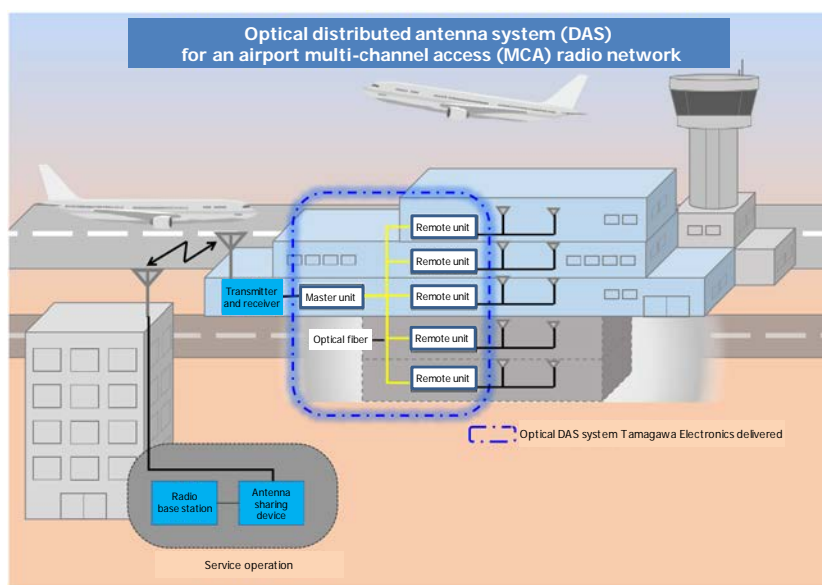 Optical distributed antenna system (DAS)
for an airport multi-channel access (MCA) radio network
Remote unit
Remote unit
Transmitter
and receiver
Master unit
Remote unit
Optical fiber
Remote unit
Remote unit
Optical DAS system Tamagawa Electronics delivered
Radio
base station
Antenna
sharing
device
Service operation